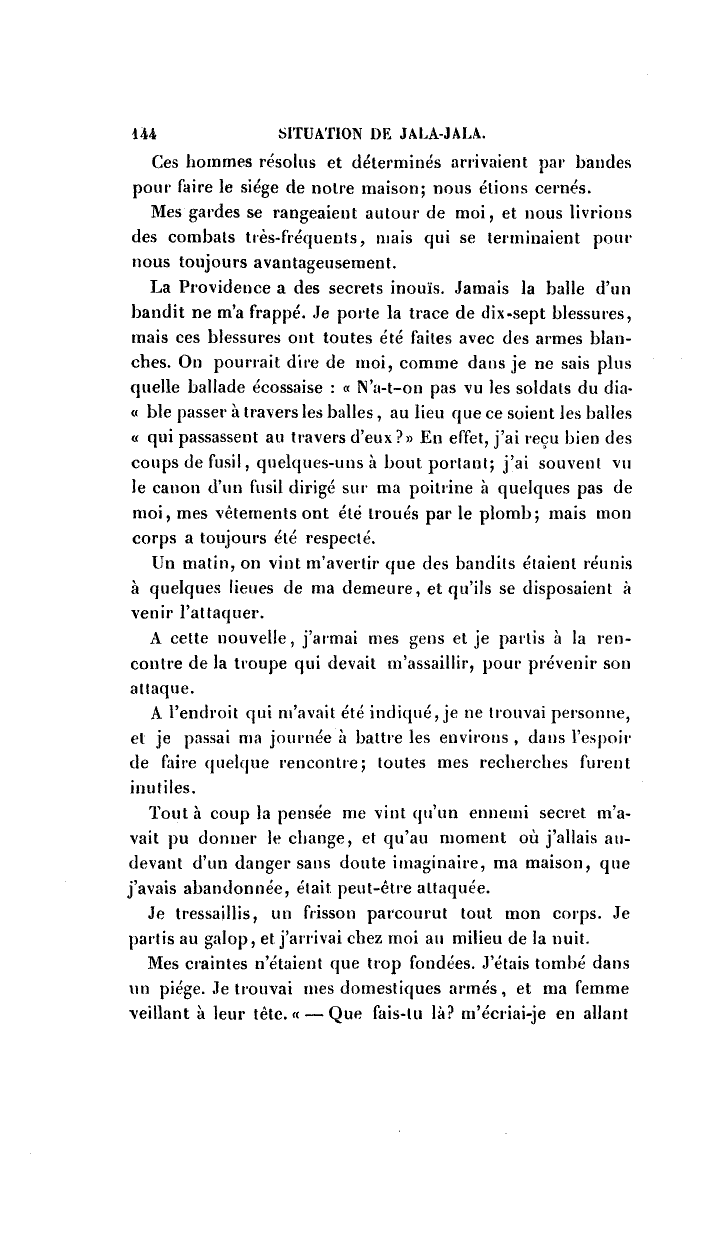 144 SITUATION DE JALA-JALA.
Ces hommes résolus et déterminés arrivaient par bandes
pour faire le siége de notre maison; nous étions cernés.
Mes gardes se rangeaient autour de moi, et nous livrions
des combats très-fréquents, mais qui se terminaient pour
nous toujours avantageusement.
La Providence a des secrets inouïs. Jamais la balle d'un
bandit ne m'a frappé. Je porte la trace de dix-sept blessures,
mais ces blessures ont toutes été faites avec des armes blan-
ches. On pourrait dire de moi, comme dans je ne sais plus
quelle ballade écossaise : « N'a-t-on pas vu les soldats du dia-
« ble passer à travers les balles, au lieu que ce soient les balles
« qui passassent au travers d'eux?» En effet, j'ai reçu bien des
coups de fusil, quelques-uns à bout portant; j'ai souvent vu
le canon d'un fusil dirigé sur ma poitrine à quelques pas de
moi, mes vêtements ont été troués par le plomb; mais mon
corps a toujours été respecté.
Un matin, on vint m'avertir que des bandits étaient réunis
à quelques lieues de ma demeure, et qu'ils se disposaient à
venir l'attaquer.
A cette nouvelle, j'armai mes gens et je partis à la ren-
contre de la troupe qui devait m'assaillir, pour prévenir son
attaque.
A l'endroit qui m'avait été indiqué, je ne trouvai personne,
et je passai ma journée à battre les environs, dans l'espoir
de faire quelque rencontre; toutes mes recherches furent
inutiles.
Tout à coup la pensée me vint qu'un ennemi secret m'a-
vait pu donner le change, et qu'au moment où j'allais au-
devant d'un danger sans doute imaginaire, ma maison, que
j'avais abandonnée, était peut-être attaquée.
Je tressaillis, un frisson parcourut tout mon corps. Je
partis au galop, et j'arrivai chez moi au milieu de la nuit.
Mes craintes n'étaient que trop fondées. J'étais tombé dans
un piége. Je trouvai mes domestiques armés, et ma femme
veillant à leur tête. « — Que fais-tu là? m'écriai-je en allant